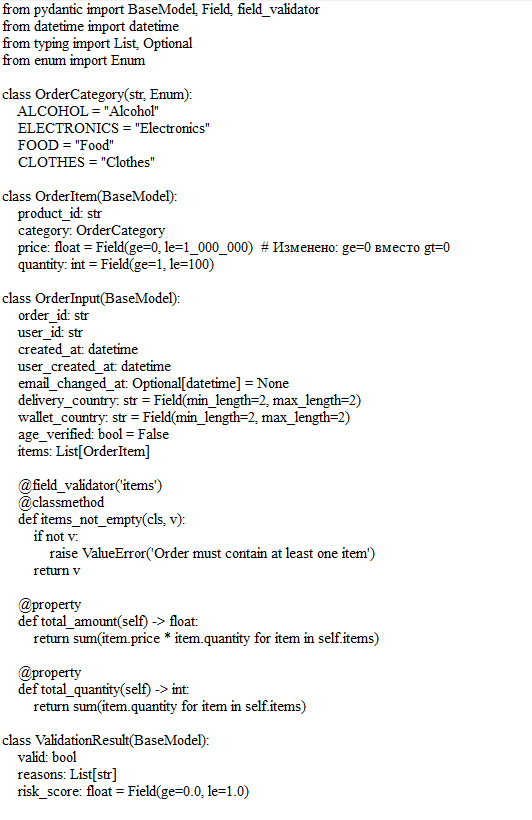 from pydantic import BaseModel, Field, field_validator
from datetime import datetime
from typing import List, Optional
from enum import Enum

class OrderCategory(str, Enum):
    ALCOHOL = "Alcohol"
    ELECTRONICS = "Electronics"
    FOOD = "Food"
    CLOTHES = "Clothes"

class OrderItem(BaseModel):
    product_id: str
    category: OrderCategory
    price: float = Field(ge=0, le=1_000_000)  # Изменено: ge=0 вместо gt=0
    quantity: int = Field(ge=1, le=100)

class OrderInput(BaseModel):
    order_id: str
    user_id: str
    created_at: datetime
    user_created_at: datetime
    email_changed_at: Optional[datetime] = None
    delivery_country: str = Field(min_length=2, max_length=2)
    wallet_country: str = Field(min_length=2, max_length=2)
    age_verified: bool = False
    items: List[OrderItem]

    @field_validator('items')
    @classmethod
    def items_not_empty(cls, v):
        if not v:
            raise ValueError('Order must contain at least one item')
        return v

    @property
    def total_amount(self) -> float:
        return sum(item.price * item.quantity for item in self.items)

    @property
    def total_quantity(self) -> int:
        return sum(item.quantity for item in self.items)

class ValidationResult(BaseModel):
    valid: bool
    reasons: List[str]
    risk_score: float = Field(ge=0.0, le=1.0)